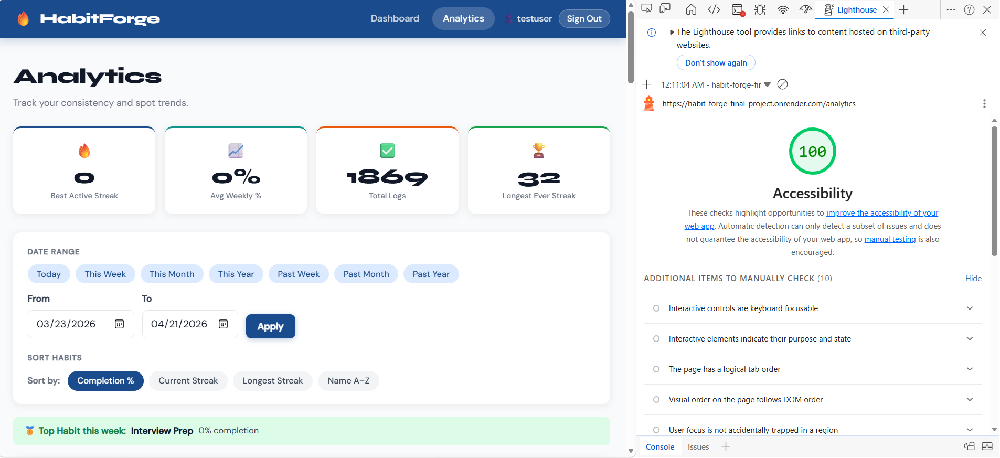 HabitForge
Dashboard
Analytics
testuser
Sign Out
Analytics
Track your consistency and spot trends.
0
Best Active Streak
0%
Avg Weekly %
1869
Total Logs
32
Longest Ever Streak
DATE RANGE
Today
This Week
This Month
This Year
Past Week
Past Month
Past Year
From
To
03/23/2026
04/21/2026
Apply
SORT HABITS
Sort by:
Completion %
Current Streak
Longest Streak
Name A–Z
Top Habit this week: Interview Prep 0% completion
Lighthouse
The Lighthouse tool provides links to content hosted on third-party
websites.
Don't show again
12:11:04 AM - habit-forge-fir
https://habit-forge-final-project.onrender.com/analytics
100
Accessibility
These checks highlight opportunities to improve the accessibility of your
web app. Automatic detection can only detect a subset of issues and does
not guarantee the accessibility of your web app, so manual testing is also
encouraged.
ADDITIONAL ITEMS TO MANUALLY CHECK (10)
Hide
Interactive controls are keyboard focusable
Interactive elements indicate their purpose and state
The page has a logical tab order
Visual order on the page follows DOM order
User focus is not accidentally trapped in a region
Console
Issues